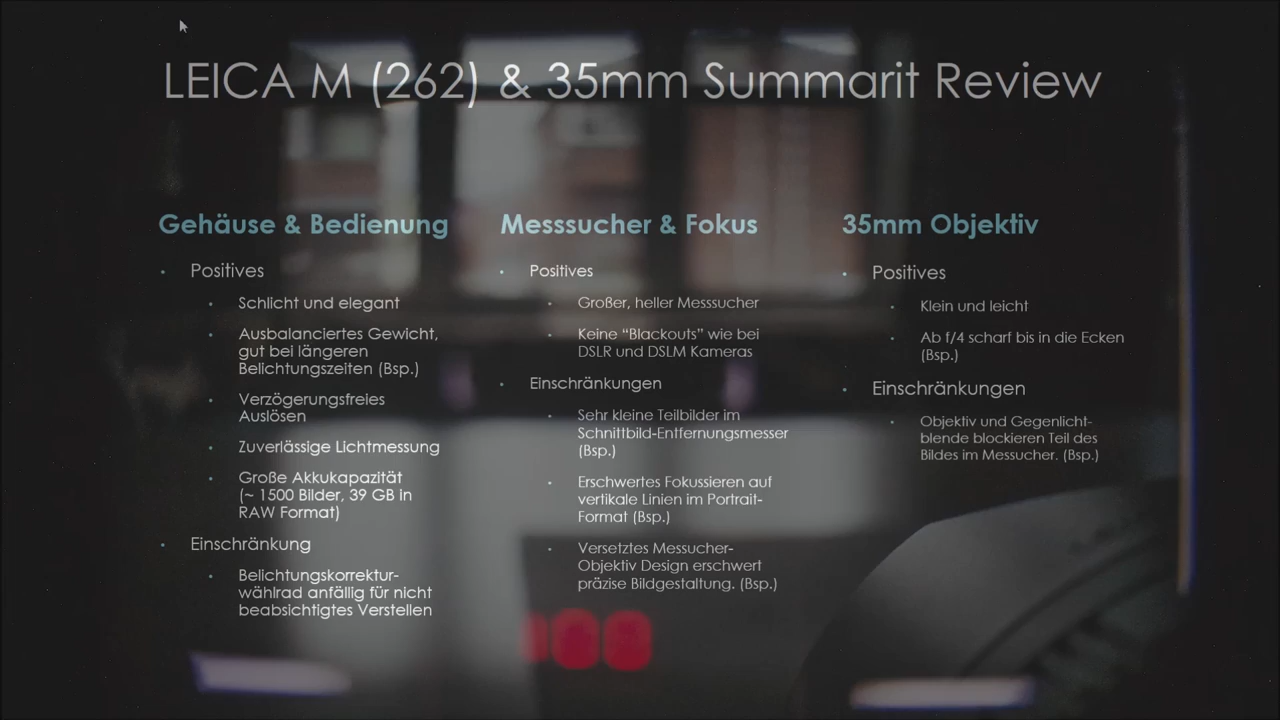 LEICA M (262) & 35mm Summarit Review
Gehäuse & Bedienung
Positives
Schlicht und elegant
Ausbalanciertes Gewicht,
gut bei längeren
Belichtungszeiten (Bsp.)
Verzögerungsfreies
Auslösen
Zuverlässige Lichtmessung
Große Akkukapazität
(~ 1500 Bilder, 39 GB in
RAW Format)
Einschränkung
Belichtungskorrektur-
wählrad anfällig für nicht
beabsichtigtes Verstellen
Messsucher & Fokus
Positives
Großer, heller Messsucher
Keine “Blackouts” wie bei
DSLR und DSLM Kameras
Einschränkungen
Sehr kleine Teilbilder im
Schnittbild-Entfernungsmesser
(Bsp.)
Erschwertes Fokussieren auf
vertikale Linien im Portrait-
Format (Bsp.)
Versetztes Messucher-
Objektiv Design erschwert
präzise Bildgestaltung. (Bsp.)
35mm Objektiv
Positives
Klein und leicht
Ab f/4 scharf bis in die Ecken
(Bsp.)
Einschränkungen
Objektiv und Gegenlicht-
blende blockieren Teil des
Bildes im Messucher. (Bsp.)